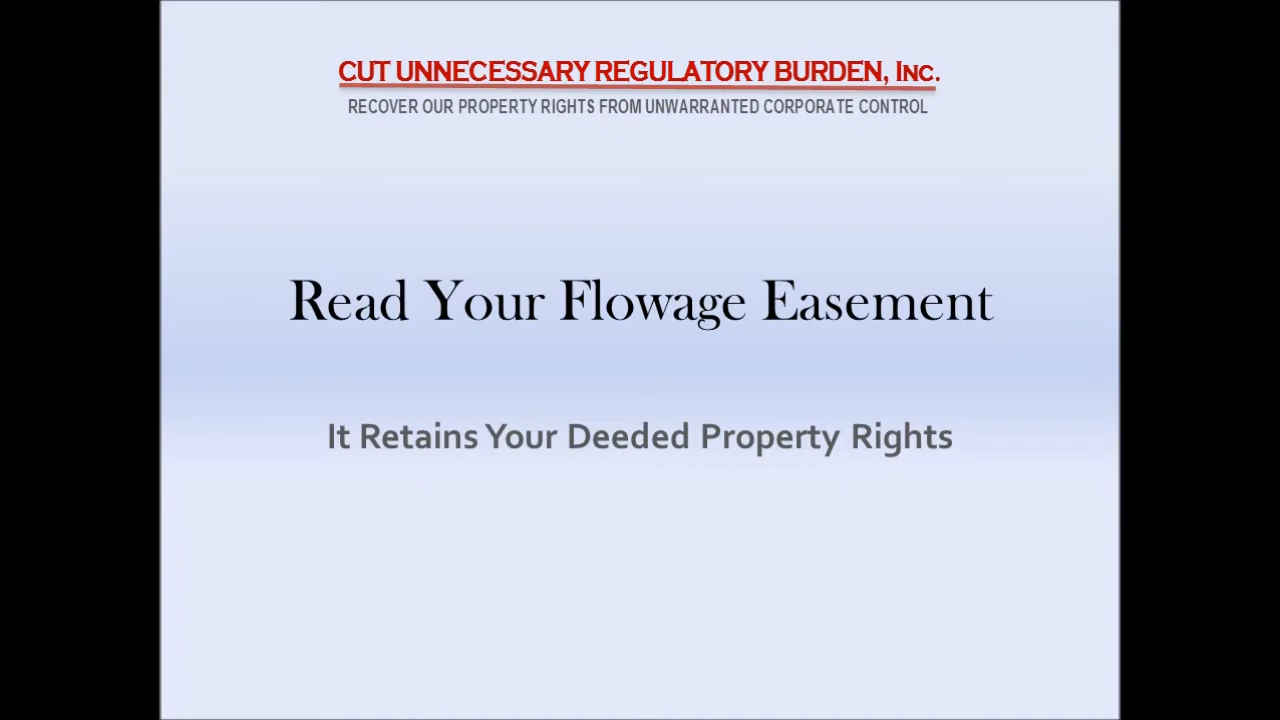 CUT UNNECESSARY REGULATORY BURDEN, Inc.
RECOVER OUR PROPERTY RIGHTS FROM UNWARRANTED CORPORATE CONTROL
Read Your Flowage Easement
It Retains Your Deeded Property Rights